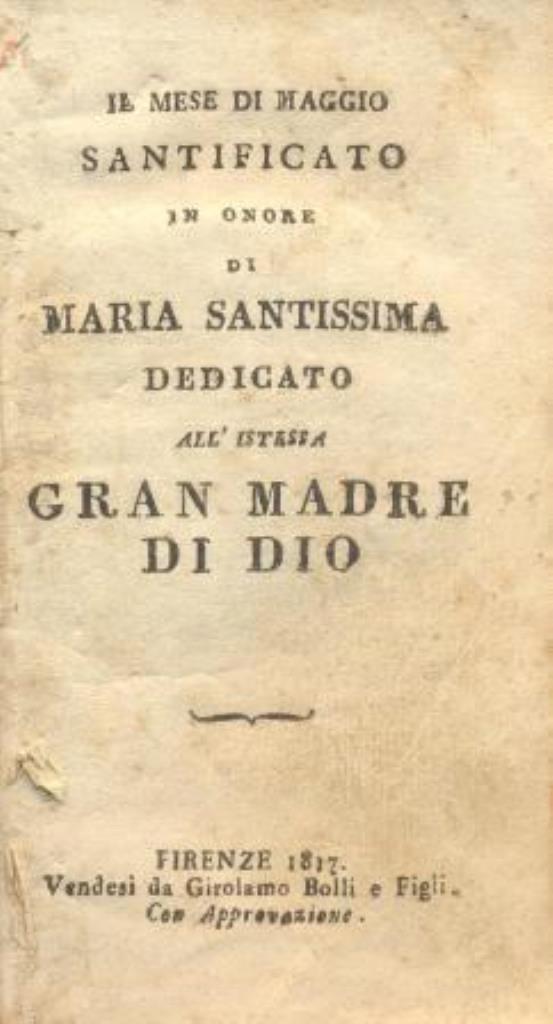 IL MESE DI MAGGIO
SANTIFICATO
IN ONORE
DI
MARIA SANTISSIMA
DEDICATO
ALL' ISTESSA
GRAN MADRE
DI DIO
FIRENZE 1817.
Vendesi da Girolamo Bolli e Figli.
Con Approvazione.